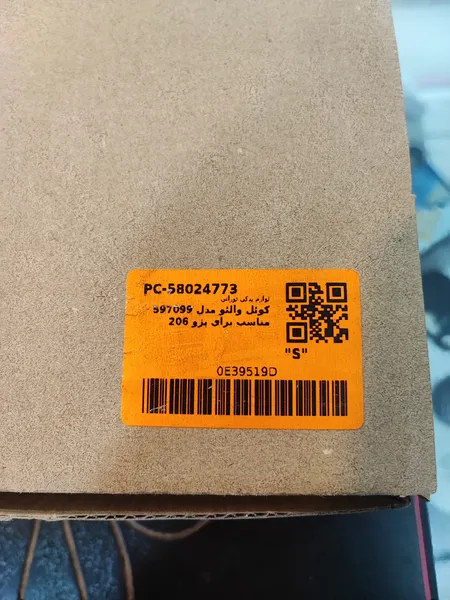 PC-58024773
لوازم یدکی تورانی
کوئل والئو مدل 597099
مناسب برای پژو 206
"S"
0E39519D